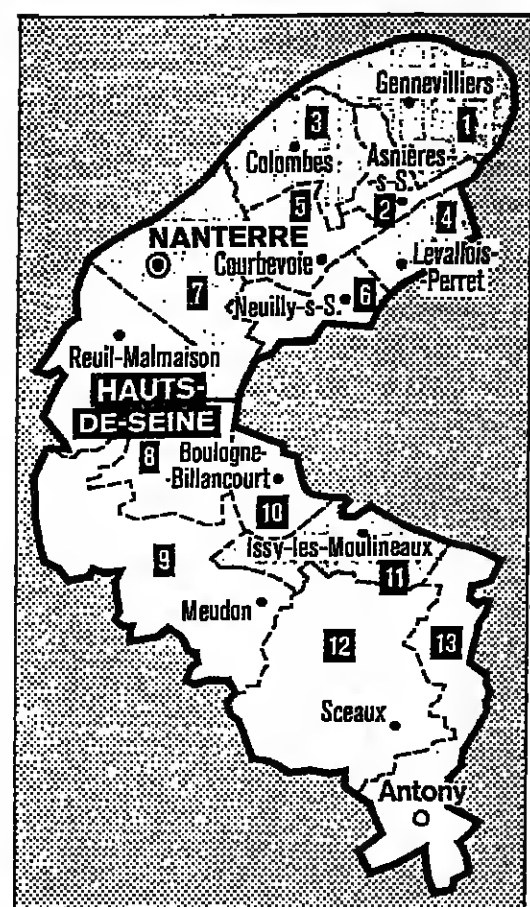 Gennevilliers
3
1
Colombes
Asnières-
-s-S.
5
2
4
NANTERRE
Courbevoie
Levallois-
-Perret
7
Neuilly-s-S.
6
Reuil-Malmaison
HAUTS-
DE-SEINE
8
Boulogne-
-Billancourt
10
9
Issy-les-Moulineaux
11
Meudon
12
13
Sceaux
Antony